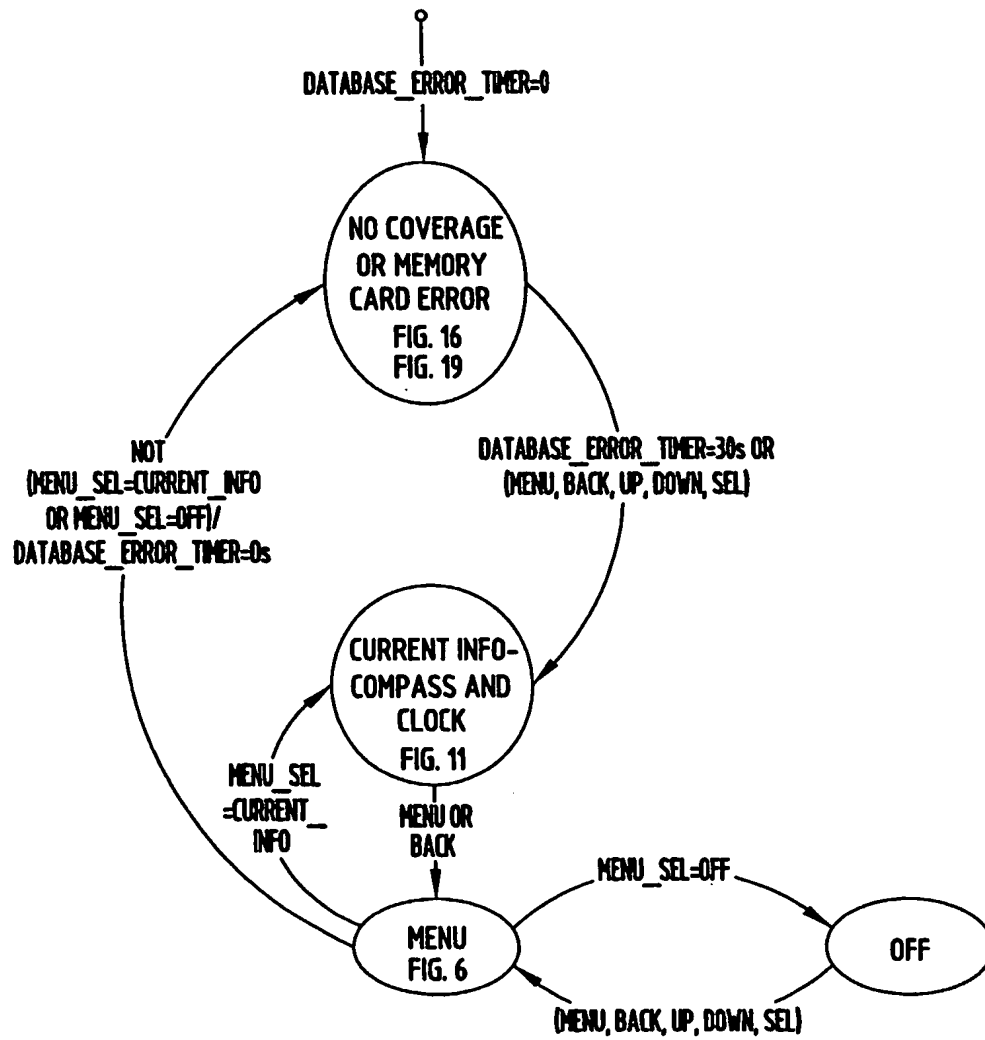 DATABASE_ERROR_TIMER=0
NO COVERAGE
OR MEMORY
CARD ERROR
FIG. 16
FIG. 19
NOT
(MENU_SEL=CURRENT_INFO
OR MENU_SEL=OFF)/
DATABASE_ERROR_TIMER=0s
DATABASE_ERROR_TIMER=30s OR
(MENU, BACK, UP, DOWN, SEL)
CURRENT INFO-
COMPASS AND
CLOCK
FIG. 11
MENU_SEL
=CURRENT_
INFO
MENU OR
BACK
MENU_SEL=OFF
MENU
FIG. 6
OFF
(MENU, BACK, UP, DOWN, SEL)